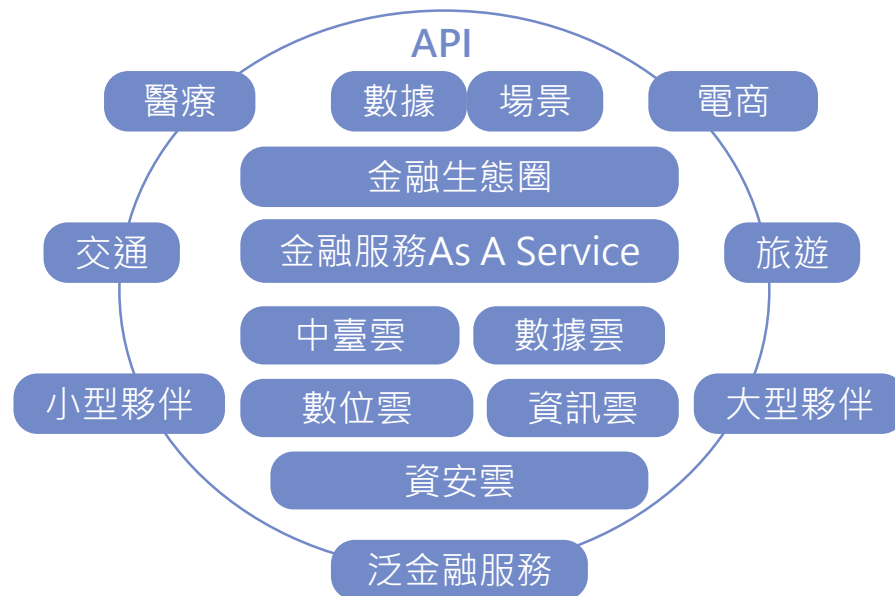 API
醫療
數據
場景
電商
金融生態圈
交通
金融服務As A Service
旅遊
中臺雲
數據雲
小型夥伴
數位雲
資訊雲
大型夥伴
資安雲
泛金融服務